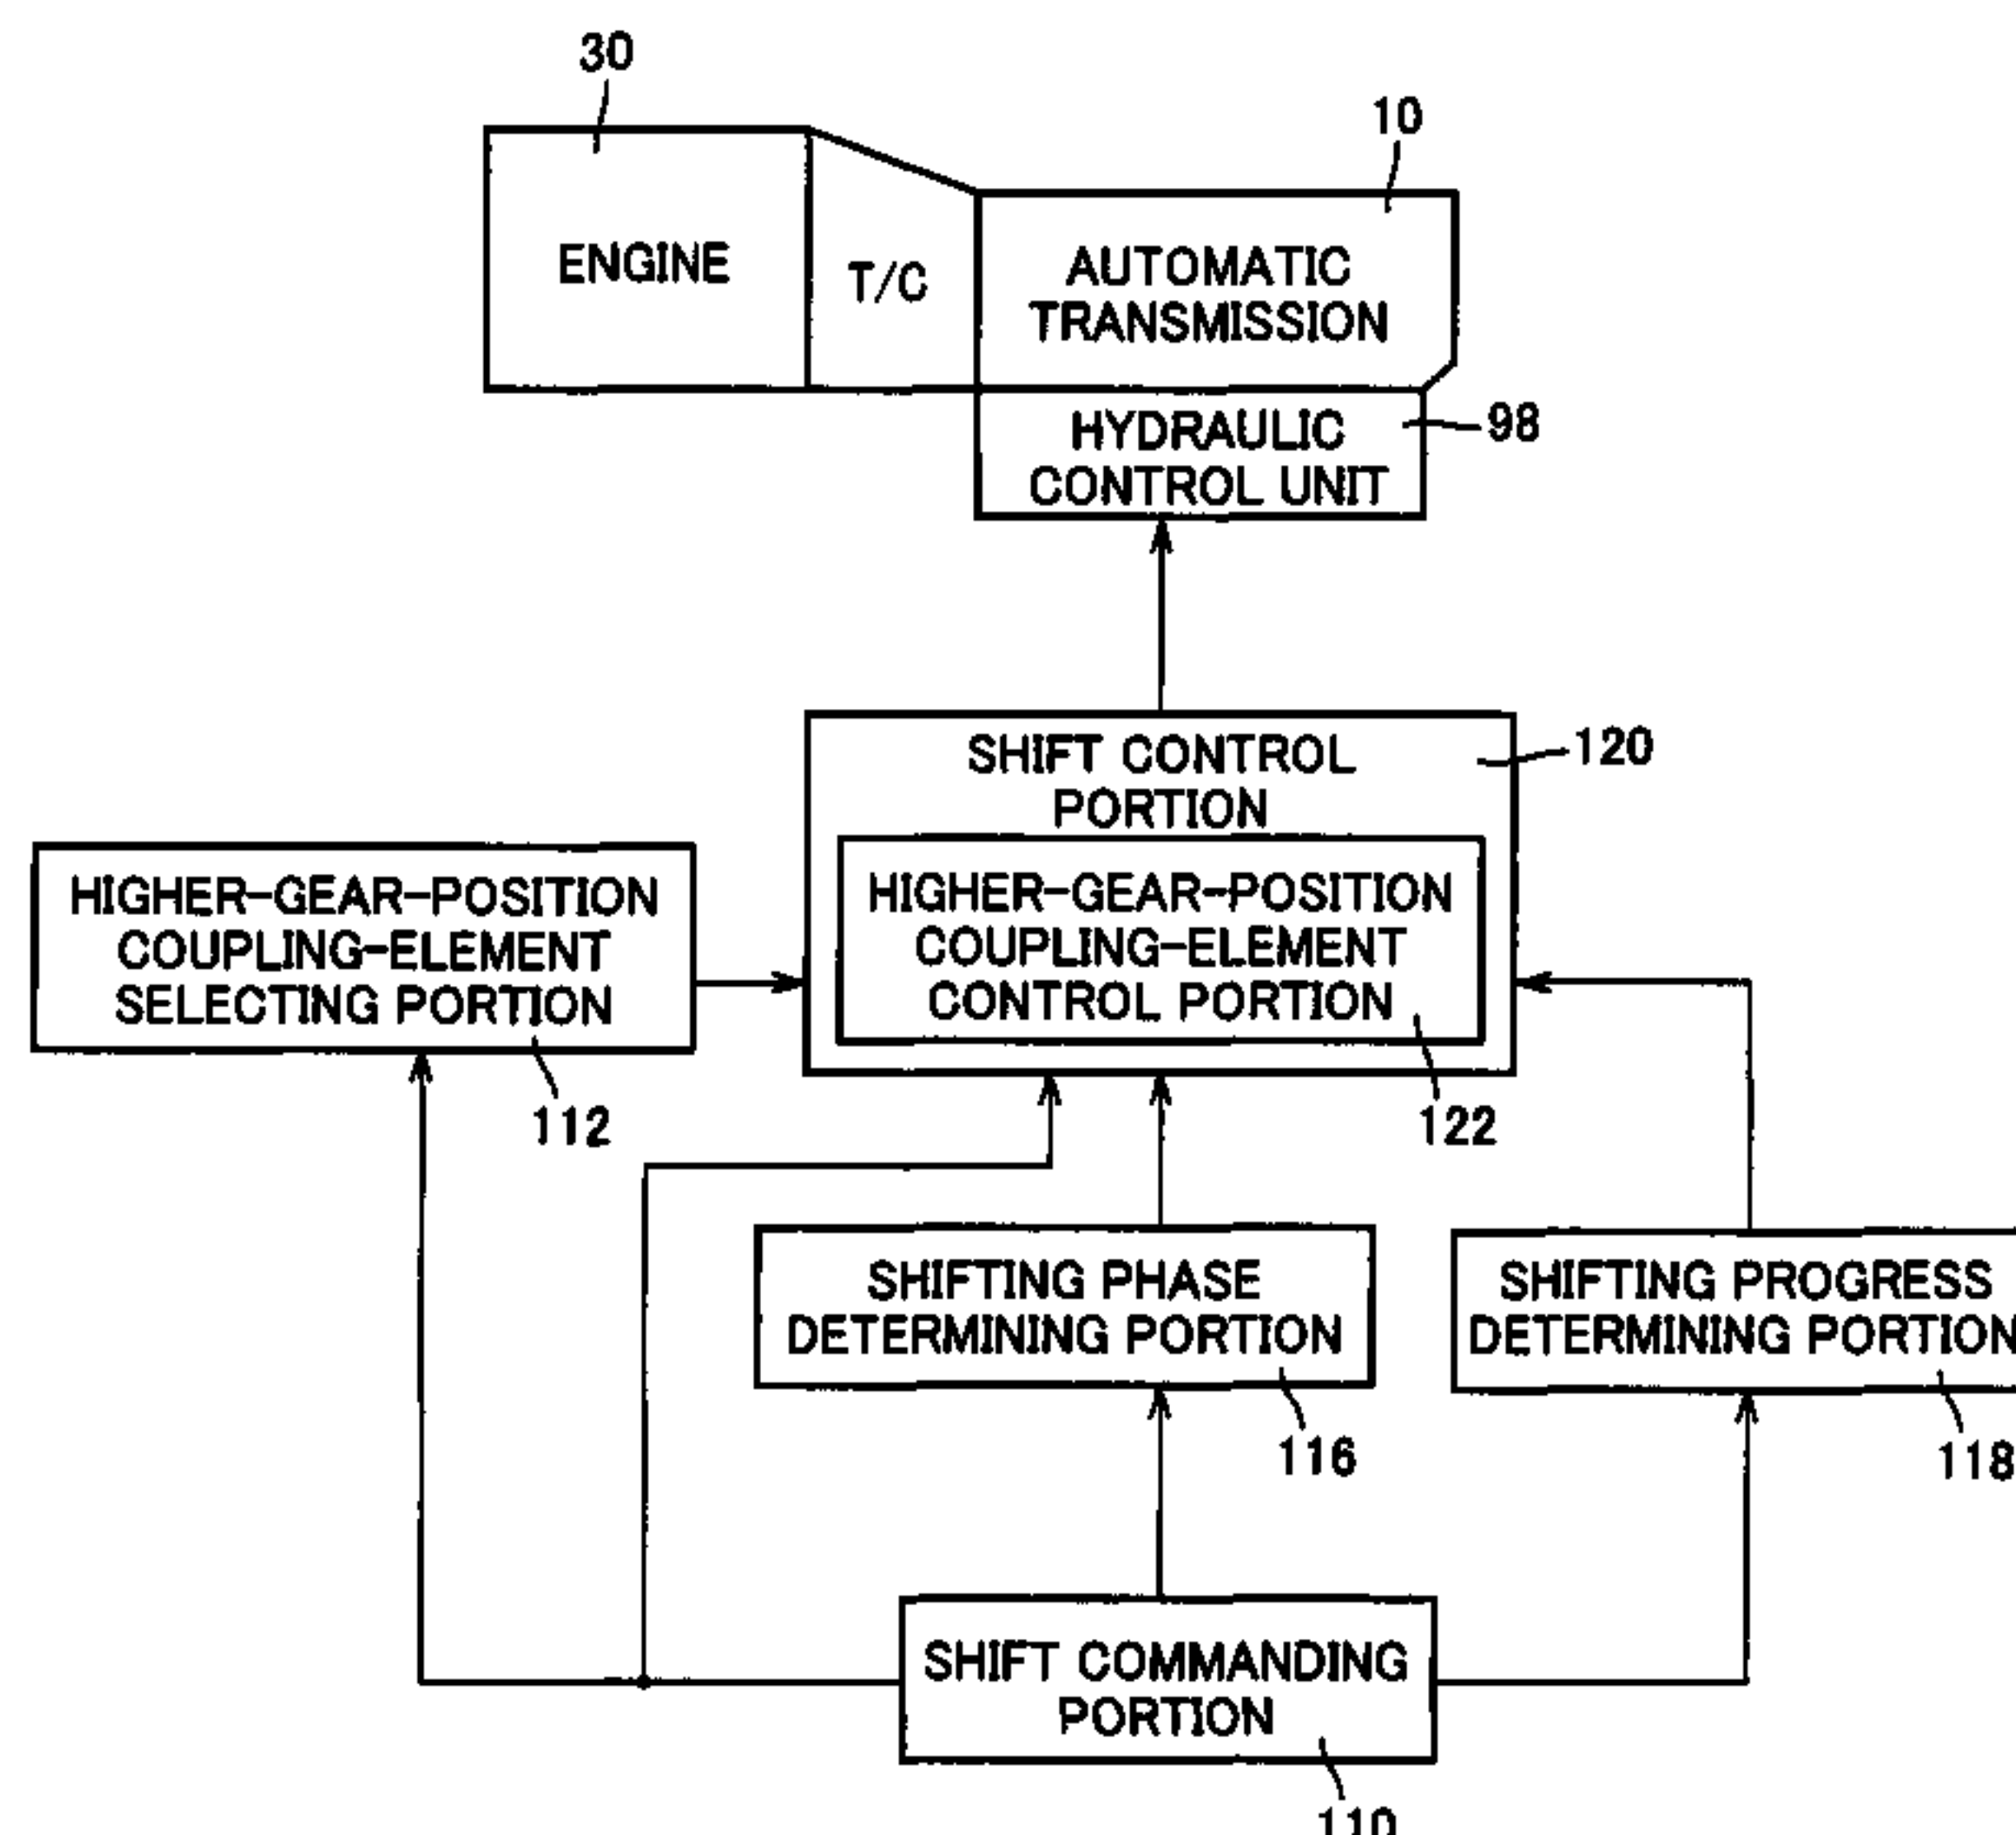 30
10
ENGINE
T/C
AUTOMATIC
TRANSMISSION
HYDRAULIC
CONTROL UNIT
98
SHIFT CONTROL
PORTION
120
HIGHER-GEAR-POSITION
COUPLING-ELEMENT
SELECTING PORTION
112
HIGHER-GEAR-POSITION
COUPLING-ELEMENT
CONTROL PORTION
122
SHIFTING PHASE
DETERMINING PORTION
116
SHIFTING PROGRESS
DETERMINING PORTION
118
SHIFT COMMANDING
PORTION
110